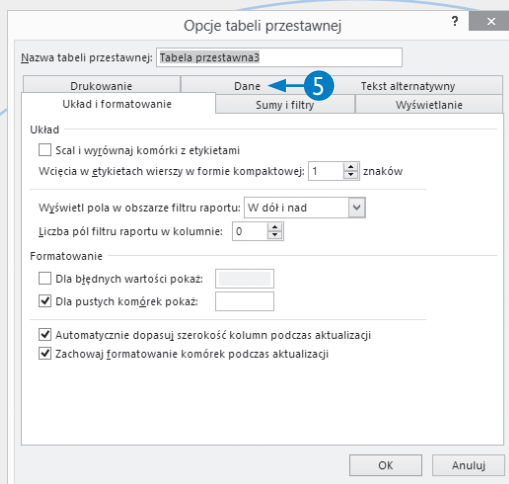 Opcje tabeli przestawnej ? ×
Nazwa tabeli przestawnej: Tabela przestawna3
Drukowanie Dane 5 Tekst alternatywny
Układ i formatowanie Sumy i filtry Wyświetlanie
Układ
Scal i wyrównaj komórki z etykietami
Wcięcia w etykietach wierszy w formie kompaktowej: 1 znaków
Wyświetl pola w obszarze filtru raportu: W dół i nad
Liczba pól filtru raportu w kolumnie: 0
Formatowanie
Dla błędnych wartości pokaż:
Dla pustych komórek pokaż:
Automatycznie dopasuj szerokość kolumn podczas aktualizacji
Zachowaj formatowanie komórek podczas aktualizacji
OK Anuluj